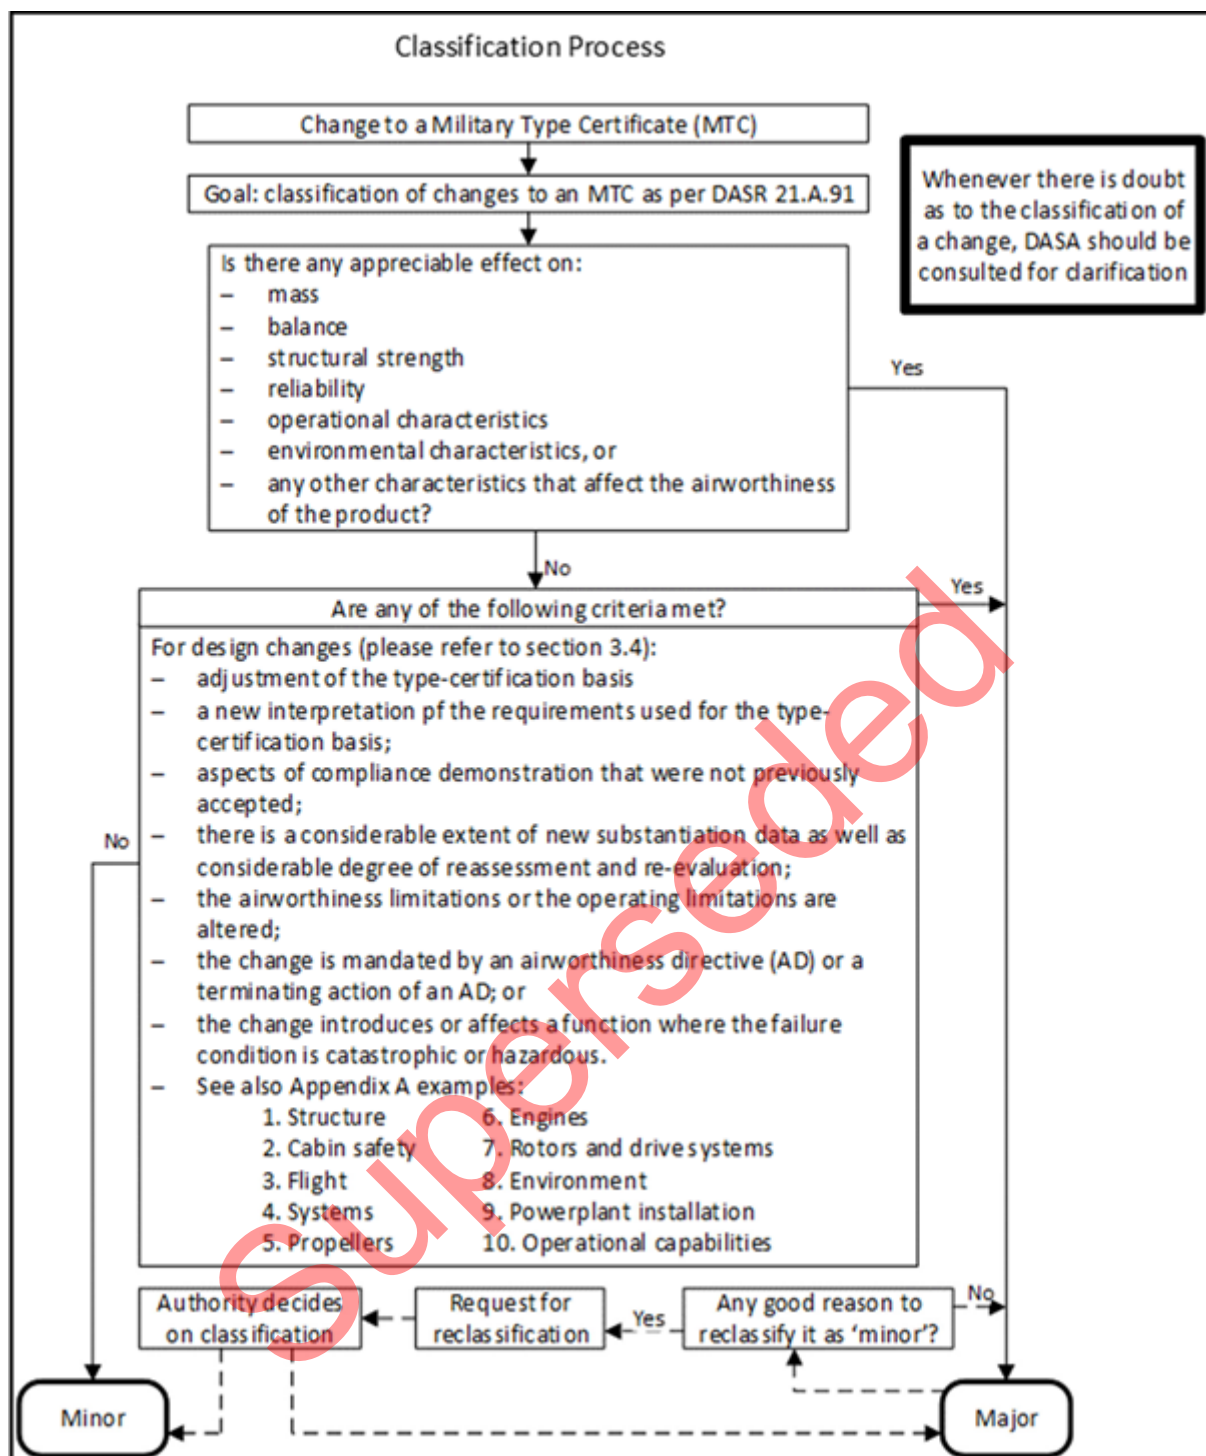 Classification Process
Change to a Military Type Certificate (MTC)
Goal: classification of changes to an MTC as per DASR 21.A.91
Whenever there is doubt
as to the classification of
a change, DASA should be
consulted for clarification
Is there any appreciable effect on:
– mass
– balance
– structural strength
– reliability
– operational characteristics
– environmental characteristics, or
– any other characteristics that affect the airworthiness
of the product?
Yes
No
Are any of the following criteria met?
Yes
For design changes (please refer to section 3.4):
– adjustment of the type-certification basis
– a new interpretation pf the requirements used for the type-
certification basis;
– aspects of compliance demonstration that were not previously
accepted;
No
– there is a considerable extent of new substantiation data as well as
considerable degree of reassessment and re-evaluation;
– the airworthiness limitations or the operating limitations are
altered;
– the change is mandated by an airworthiness directive (AD) or a
terminating action of an AD; or
– the change introduces or affects a function where the failure
condition is catastrophic or hazardous.
– See also Appendix A examples:
1. Structure 6. Engines
2. Cabin safety 7. Rotors and drive systems
3. Flight 8. Environment
4. Systems 9. Powerplant installation
5. Propellers 10. Operational capabilities
Authority decides
on classification
Request for
reclassification
Yes
Any good reason to
reclassify it as ‘minor’?
No
Minor
Major
Superseded